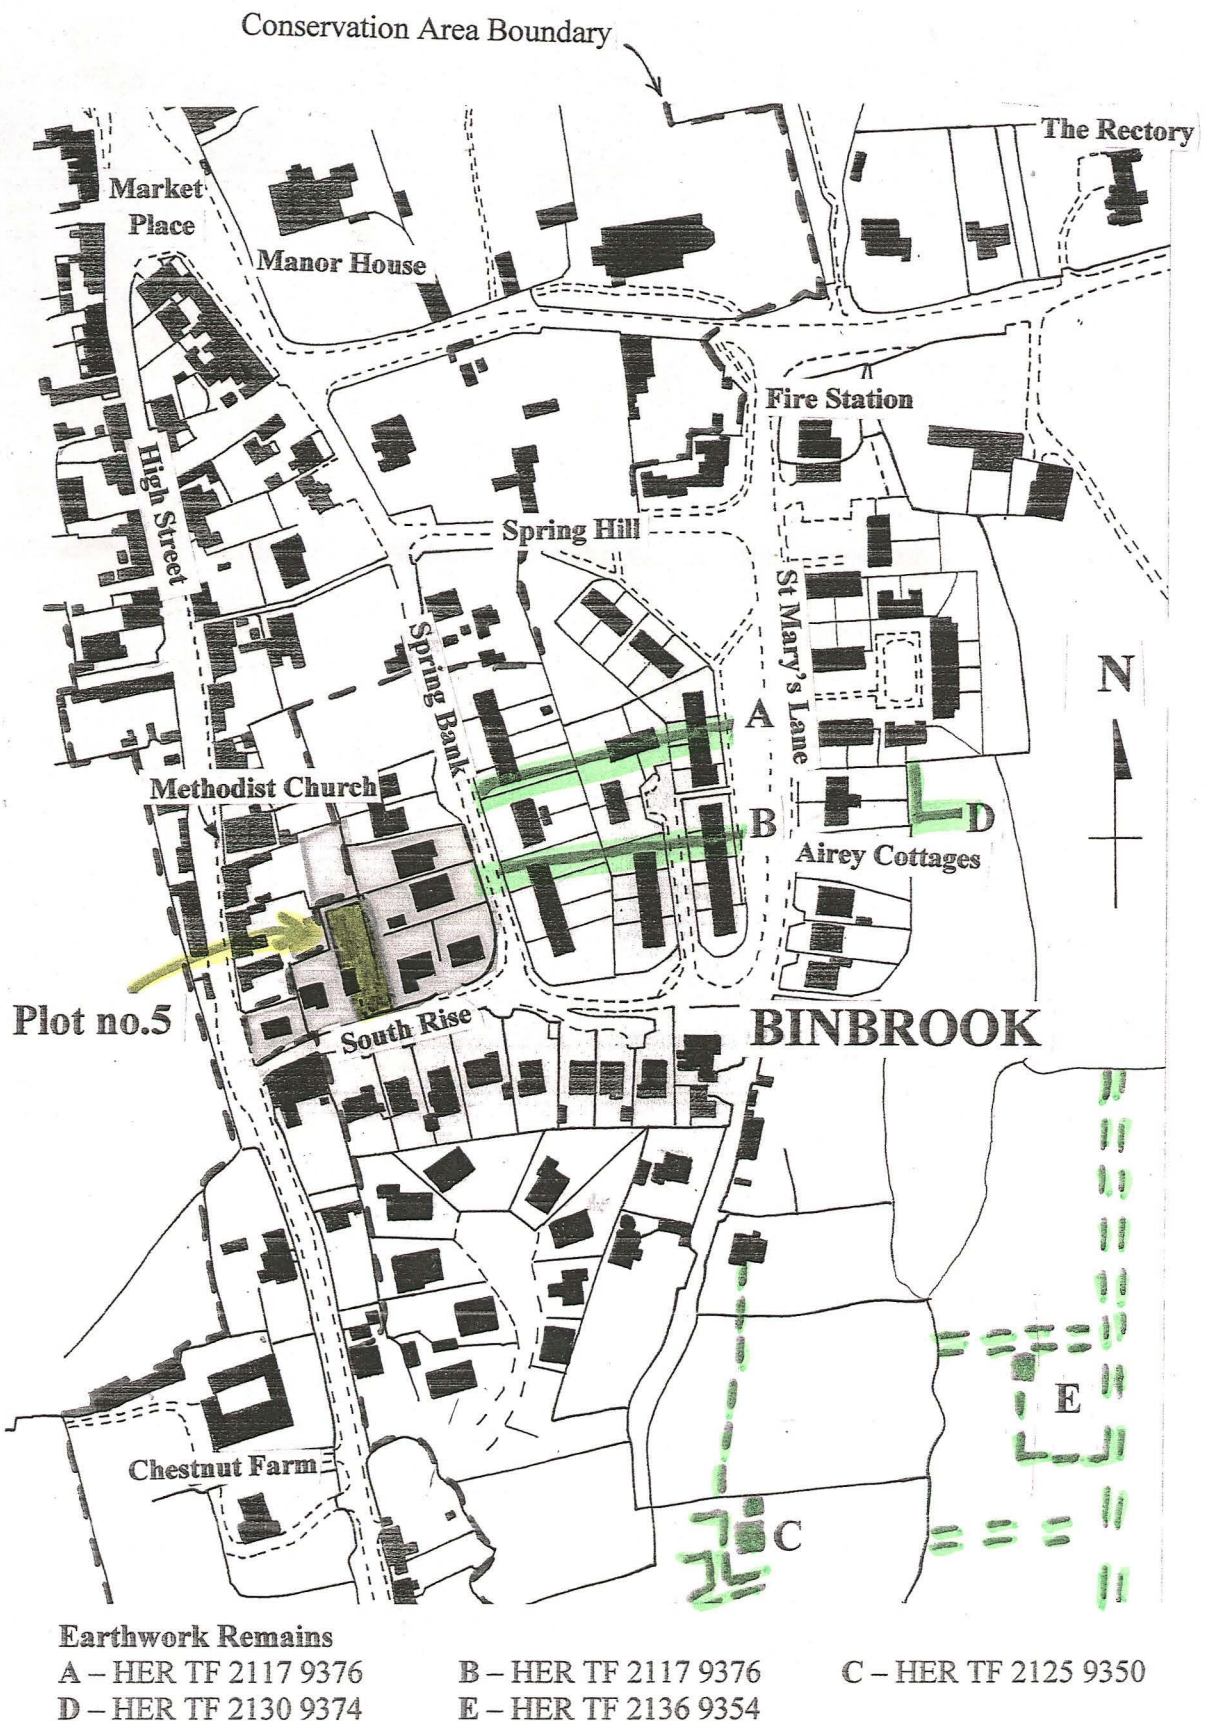 Conservation Area Boundary
The Rectory
Market
Place
Manor House
Fire Station
High Street
Spring Hill
St Mary's Lane
Spring Bank
N
A
Methodist Church
B
D
Airey Cottages
Plot no.5
South Rise
BINBROOK
E
Chestnut Farm
C
Earthwork Remains
A – HER TF 2117 9376
B – HER TF 2117 9376
C – HER TF 2125 9350
D – HER TF 2130 9374
E – HER TF 2136 9354